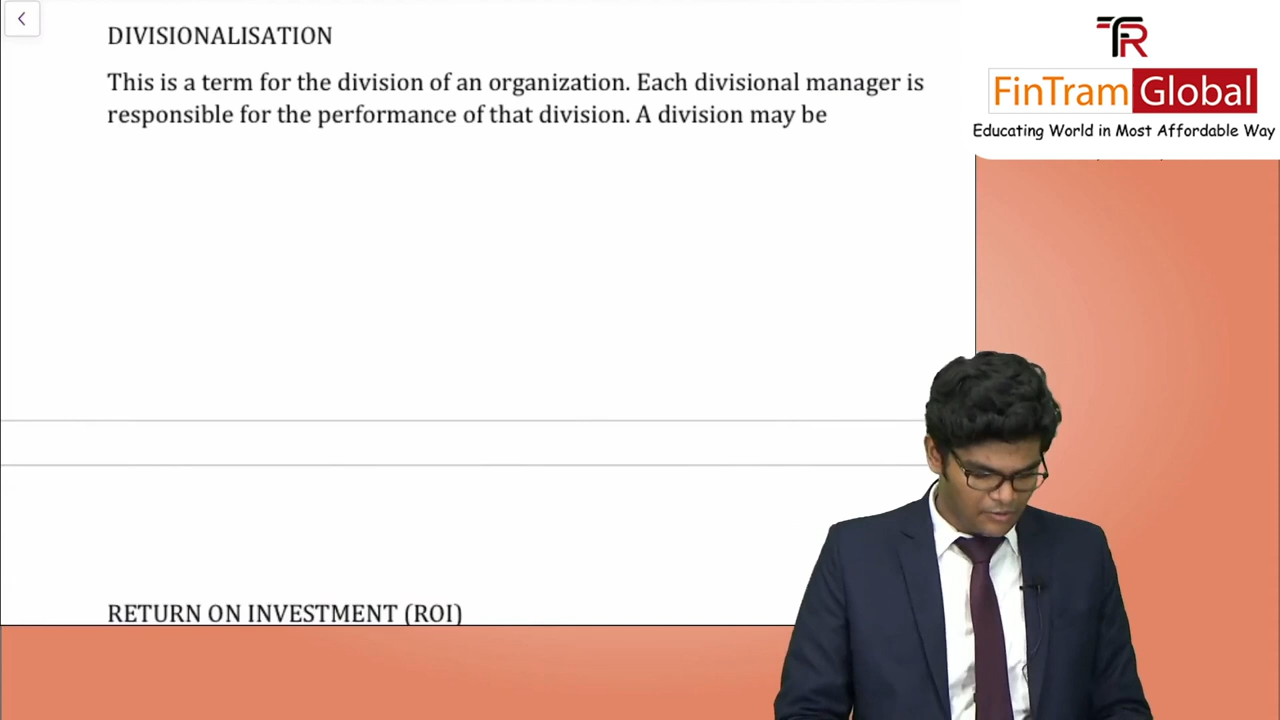 DIVISIONALISATION
This is a term for the division of an organization. Each divisional manager is
responsible for the performance of that division. A division may be
RETURN ON INVESTMENT (ROI)
FinTram Global
Educating World in Most Affordable Way